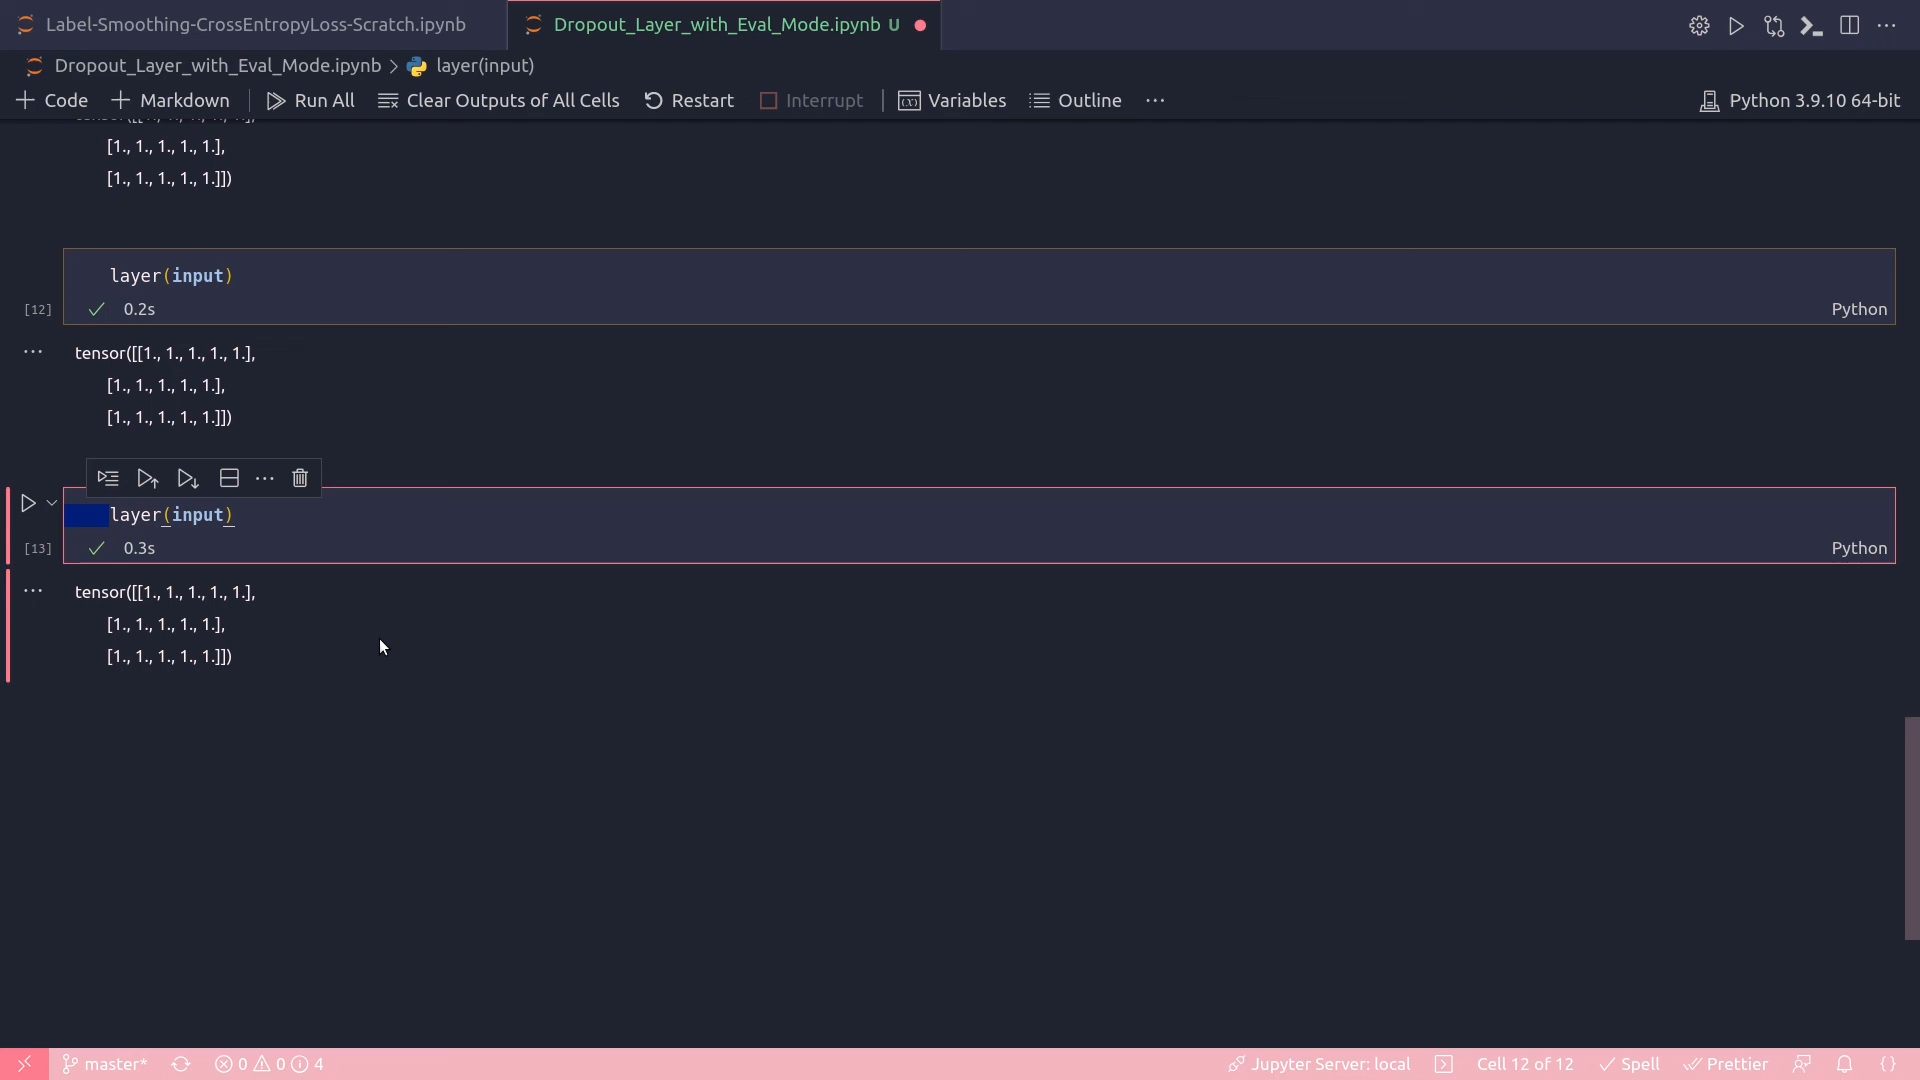 Label-Smoothing-CrossEntropyLoss-Scratch.ipynb Dropout_Layer_with_Eval_Mode.ipynb U
Dropout_Layer_with_Eval_Mode.ipynb > layer(input)
Code Markdown Run All Clear Outputs of All Cells Restart Interrupt Variables Outline ... Python 3.9.10 64-bit
[1., 1., 1., 1., 1.],
[1., 1., 1., 1., 1.]])
layer(input)
[12] 0.2s Python
tensor([[1., 1., 1., 1., 1.],
[1., 1., 1., 1., 1.],
[1., 1., 1., 1., 1.]])
layer(input)
[13] 0.3s Python
tensor([[1., 1., 1., 1., 1.],
[1., 1., 1., 1., 1.],
[1., 1., 1., 1., 1.]])
master* 0 0 4 Jupyter Server: local Cell 12 of 12 Spell Prettier